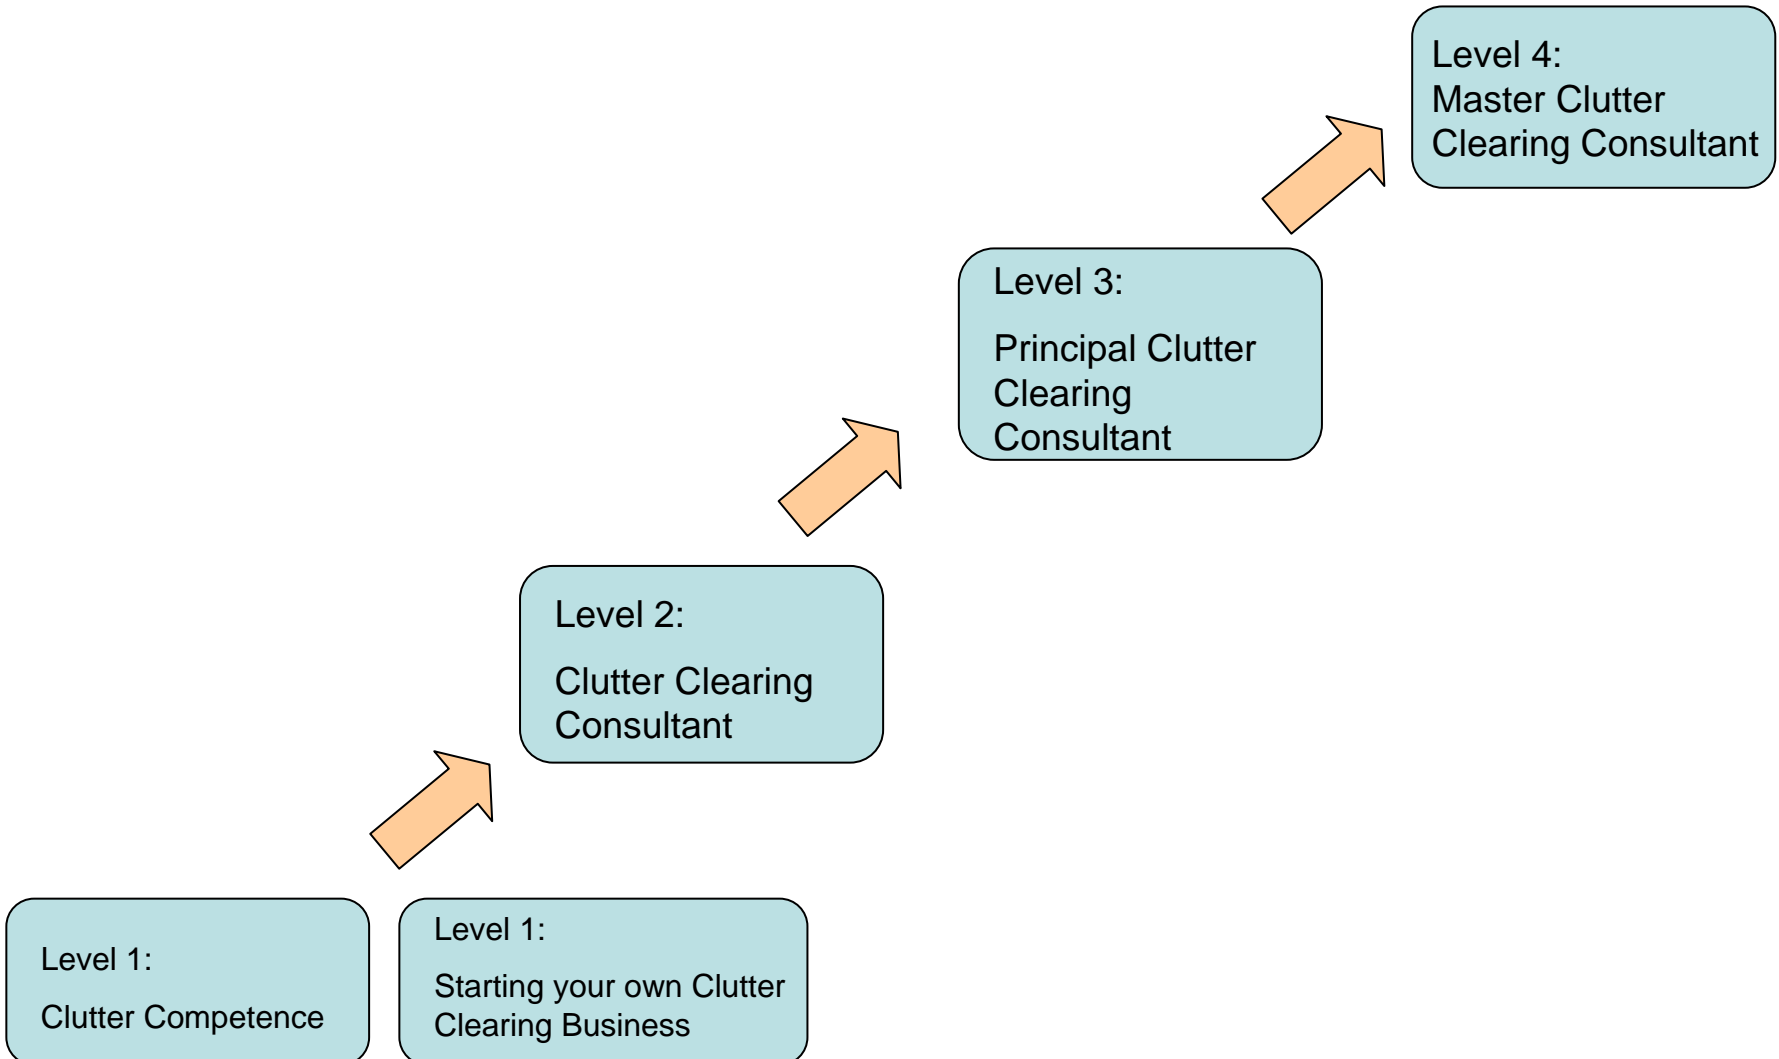 Level 4:
Master Clutter
Clearing Consultant
Level 3:
Principal Clutter
Clearing
Consultant
Level 2:
Clutter Clearing
Consultant
Level 1:
Clutter Competence
Level 1:
Starting your own Clutter
Clearing Business